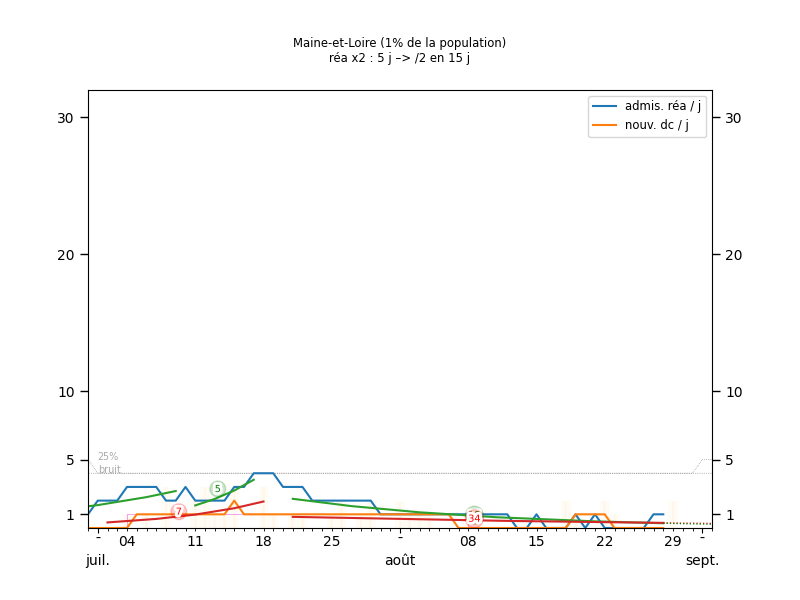 Maine-et-Loire (1% de la population)
réa x2 : 5 j –> /2 en 15 j
admis. réa / j
nouv. dc / j
30 30
20 20
10 10
5 5
1 1
25%
bruit
5
7
34
- 04 11 18 25 - 08 15 22 29 -
juil. août sept.